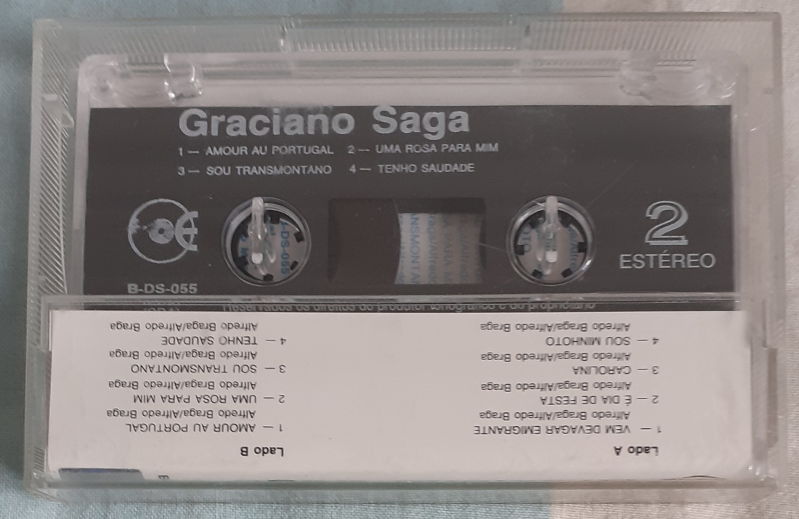 Graciano Saga
1 — AMOUR AU PORTUGAL 2 — UMA ROSA PARA MIM
3 — SOU TRANSMONTANO 4 — TENHO SAUDADE
2
ESTÉREO
B-DS-055
Lado A
1 — VEM DEVAGAR EMIGRANTE
Alfredo Braga/Alfredo Braga
2 — É DIA DE FESTA
Alfredo Braga/Alfredo Braga
3 — CAROLINA
Alfredo Braga/Alfredo Braga
4 — SOU MINHOTO
Alfredo Braga/Alfredo Braga
Lado B
1 — AMOUR AU PORTUGAL
Alfredo Braga/Alfredo Braga
2 — UMA ROSA PARA MIM
Alfredo Braga/Alfredo Braga
3 — SOU TRANSMONTANO
Alfredo Braga/Alfredo Braga
4 — TENHO SAUDADE
Alfredo Braga/Alfredo Braga